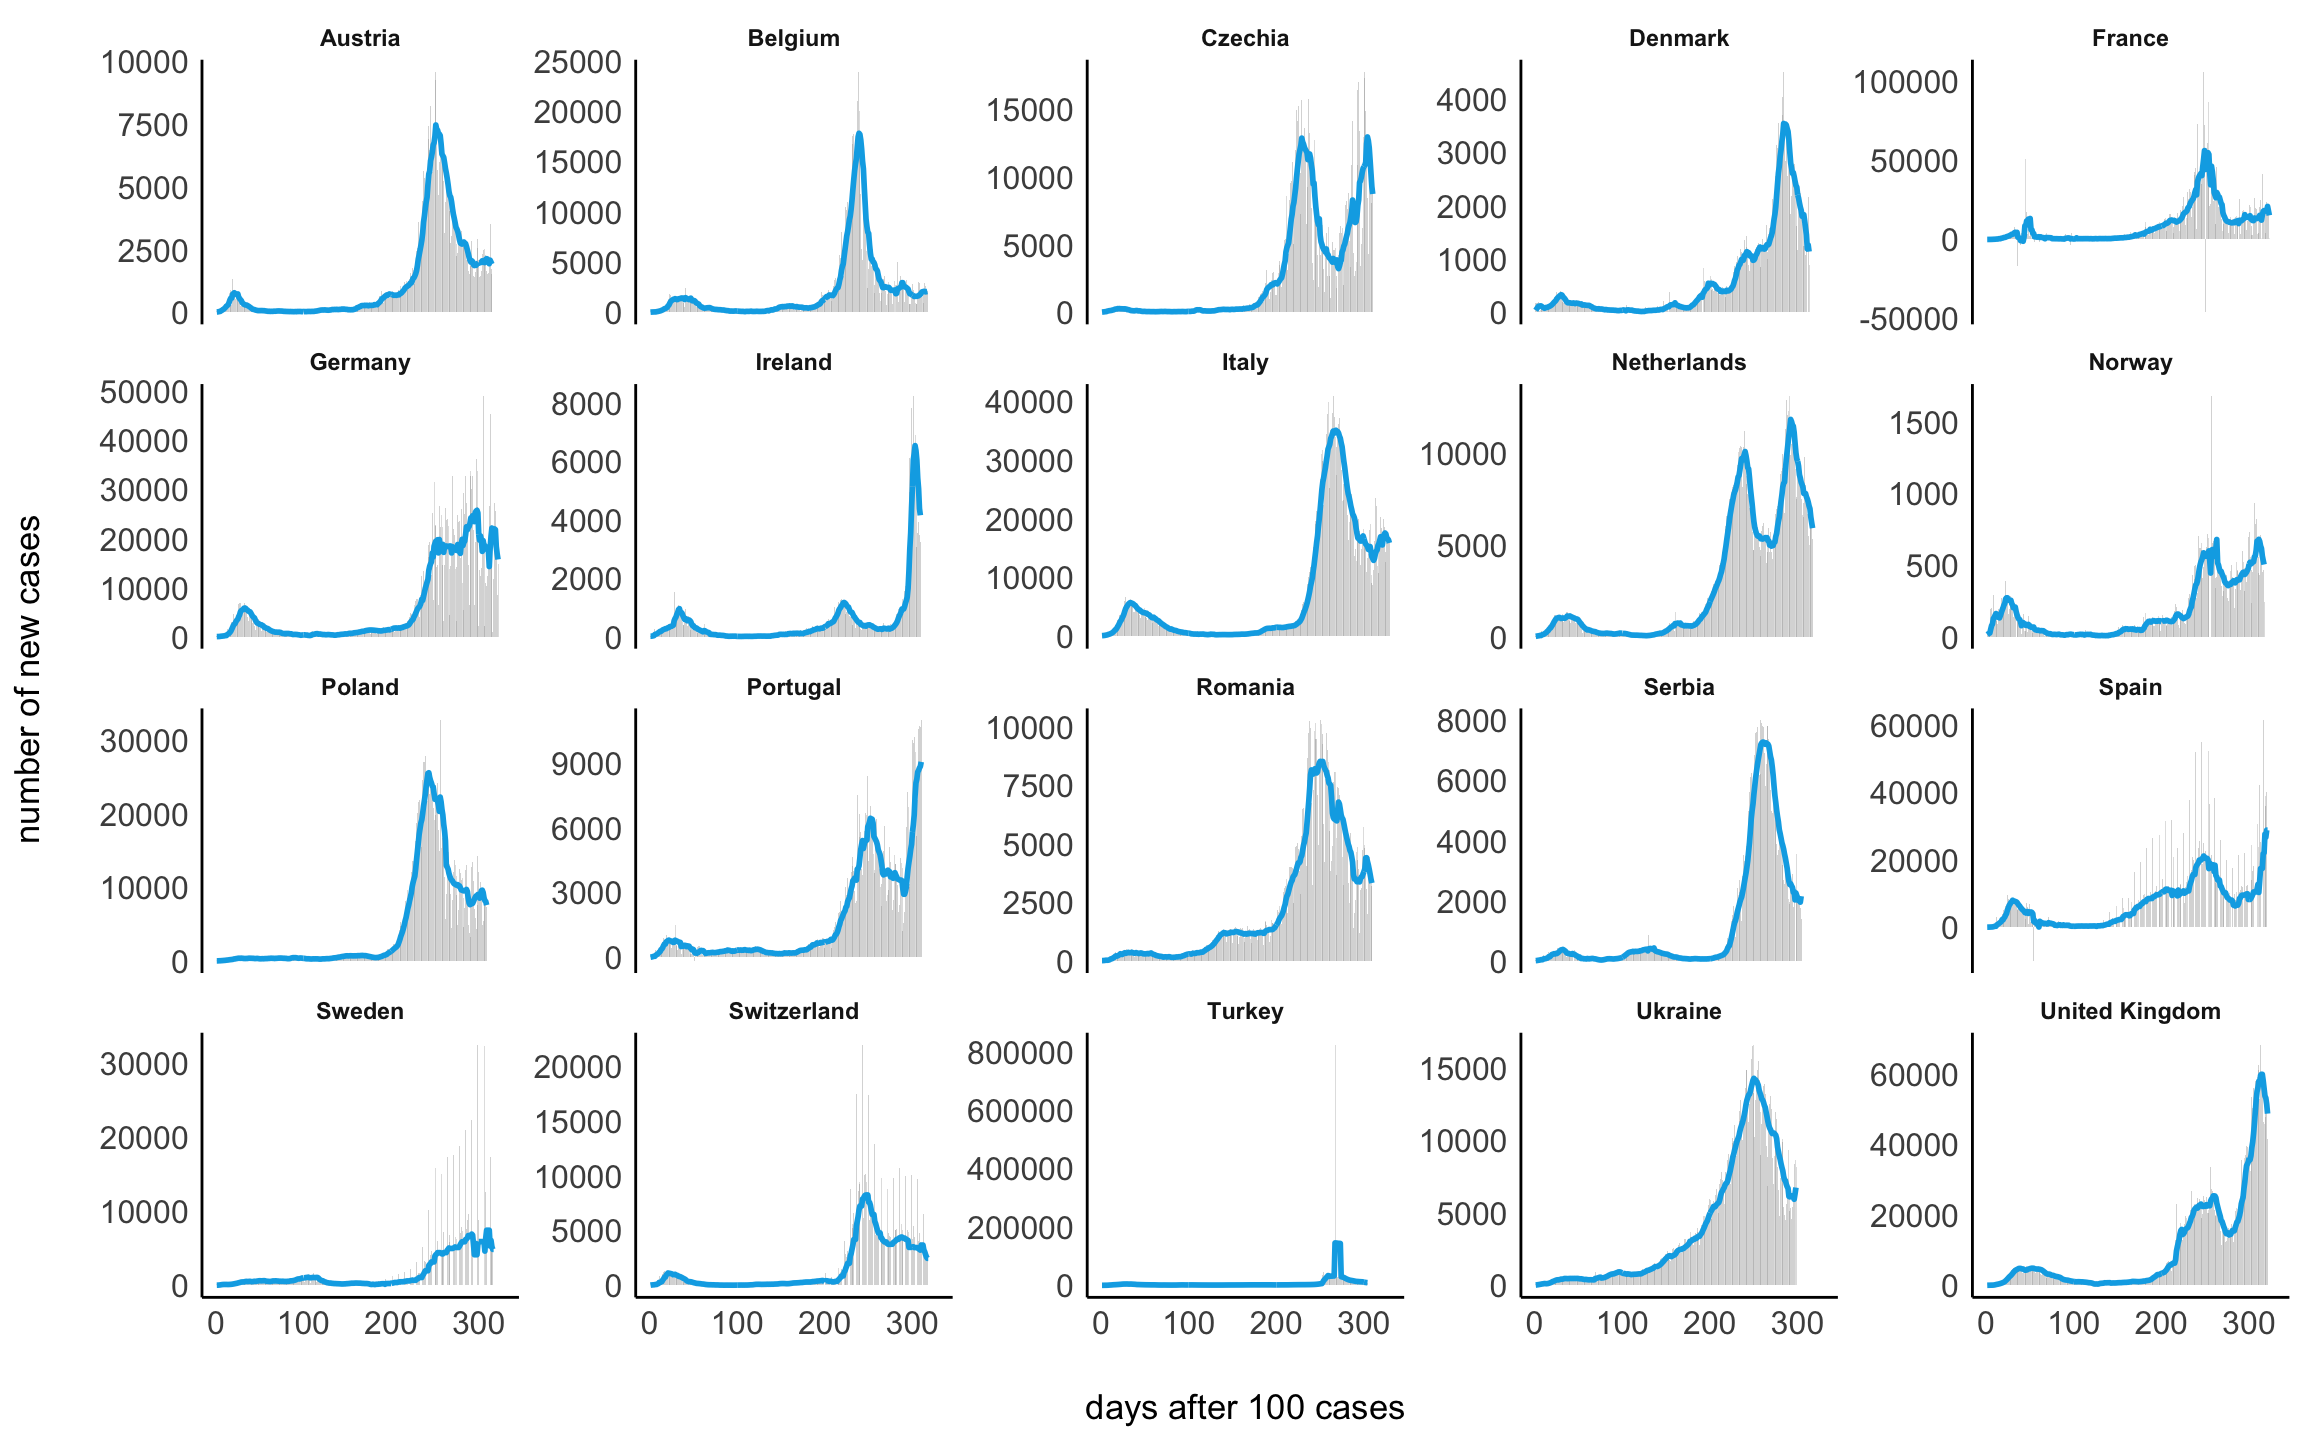 Austria Belgium Czechia Denmark France
10000 7500 5000 2500 0
25000 20000 15000 10000 5000 0
15000 10000 5000 0
4000 3000 2000 1000 0
100000 50000 0 -50000
Germany Ireland Italy Netherlands Norway
50000 40000 30000 20000 10000 0
8000 6000 4000 2000 0
40000 30000 20000 10000 0
10000 5000 0
1500 1000 500 0
number of new cases
Poland Portugal Romania Serbia Spain
30000 20000 10000 0
9000 6000 3000 0
10000 7500 5000 2500 0
8000 6000 4000 2000 0
60000 40000 20000 0
Sweden Switzerland Turkey Ukraine United Kingdom
30000 20000 10000 0
20000 15000 10000 5000 0
800000 600000 400000 200000 0
15000 10000 5000 0
60000 40000 20000 0
0 100 200 300 0 100 200 300 0 100 200 300 0 100 200 300 0 100 200 300
days after 100 cases